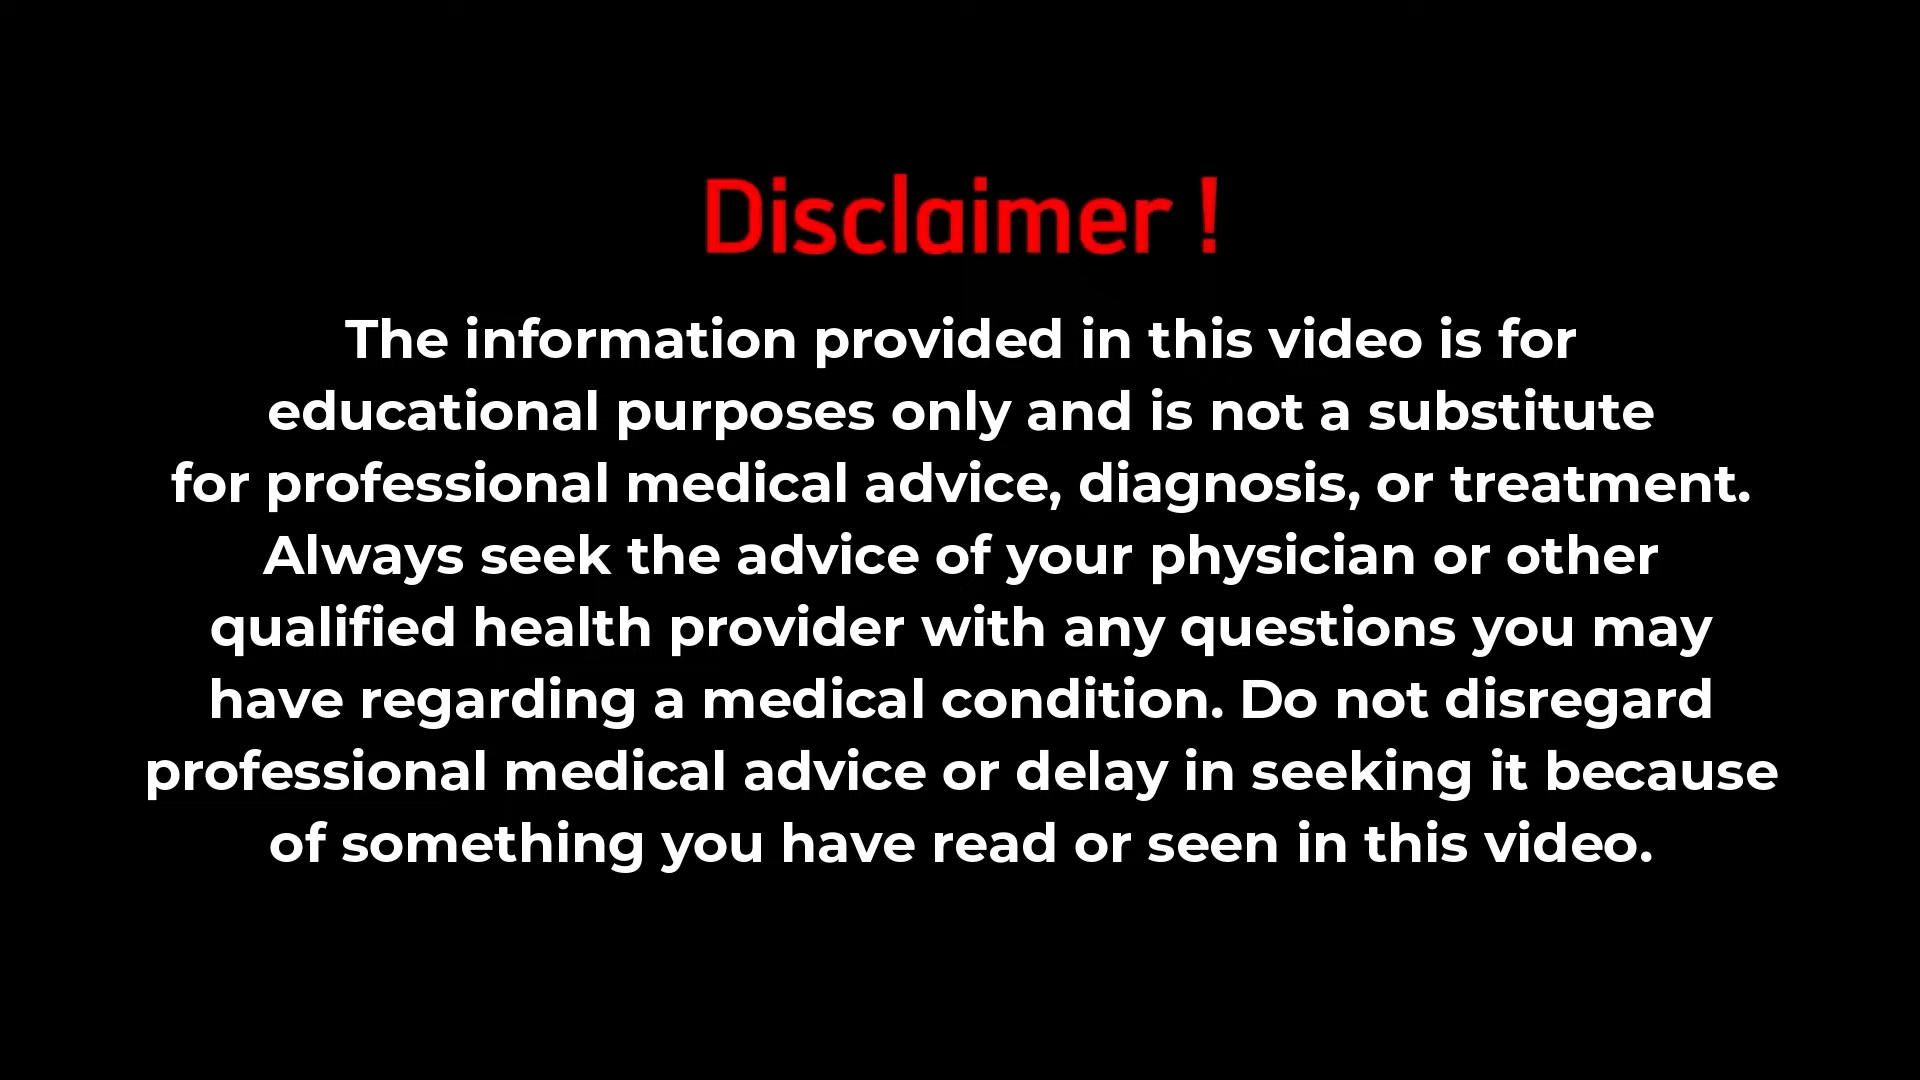 Disclaimer !
The information provided in this video is for
educational purposes only and is not a substitute
for professional medical advice, diagnosis, or treatment.
Always seek the advice of your physician or other
qualified health provider with any questions you may
have regarding a medical condition. Do not disregard
professional medical advice or delay in seeking it because
of something you have read or seen in this video.